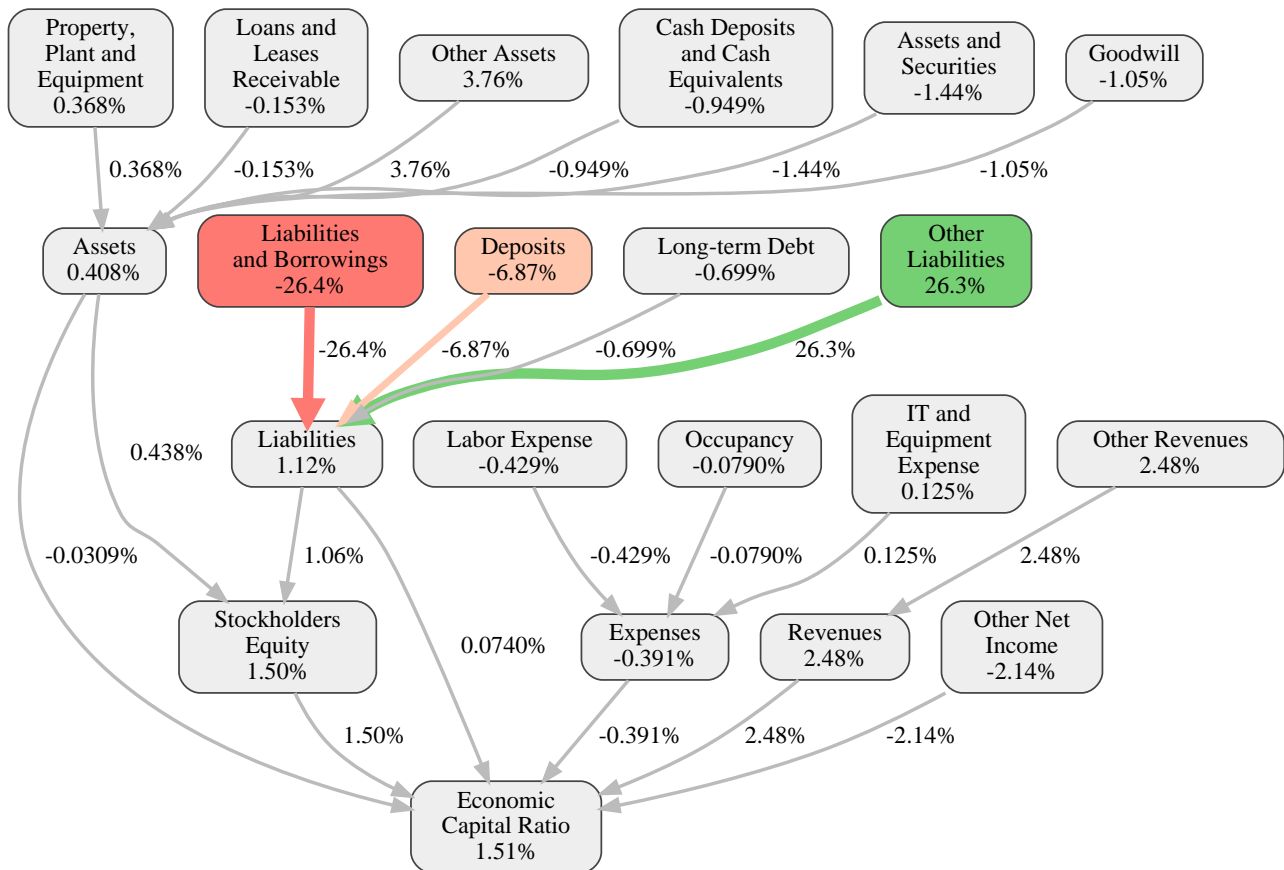 Property,
Plant and
Equipment
0.368%
Loans and
Leases
Receivable
-0.153%
Other Assets
3.76%
Cash Deposits
and Cash
Equivalents
-0.949%
Assets and
Securities
-1.44%
Goodwill
-1.05%
0.368%
-0.153%
3.76%
-0.949%
-1.44%
-1.05%
Assets
0.408%
Liabilities
and Borrowings
-26.4%
Deposits
-6.87%
Long-term Debt
-0.699%
Other
Liabilities
26.3%
-26.4%
-6.87%
-0.699%
26.3%
0.438%
Liabilities
1.12%
Labor Expense
-0.429%
Occupancy
-0.0790%
IT and
Equipment
Expense
0.125%
Other Revenues
2.48%
-0.0309%
1.06%
-0.429%
-0.0790%
0.125%
2.48%
Stockholders
Equity
1.50%
0.0740%
Expenses
-0.391%
Revenues
2.48%
Other Net
Income
-2.14%
1.50%
-0.391%
2.48%
-2.14%
Economic
Capital Ratio
1.51%